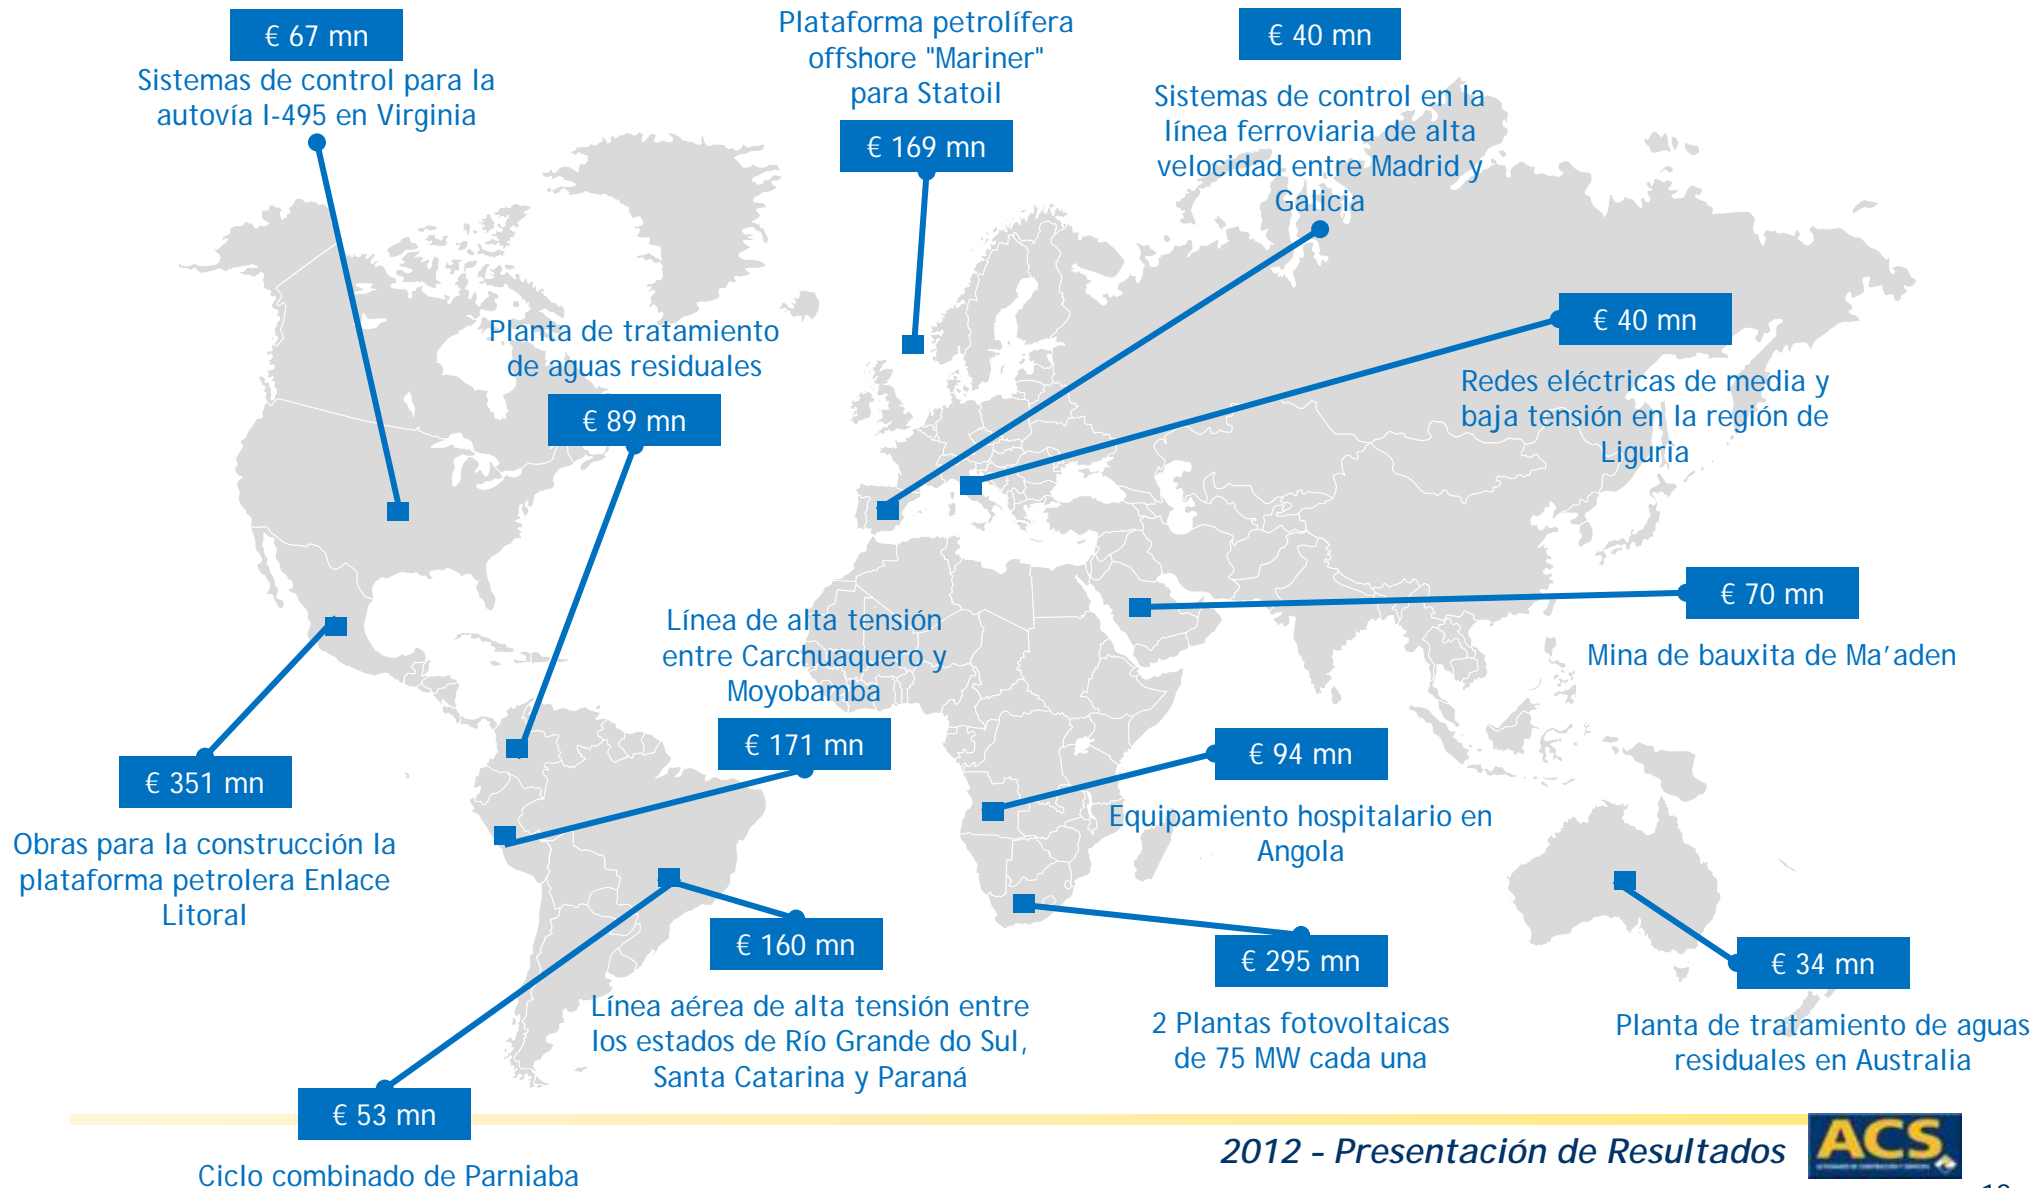 € 67 mn
Sistemas de control para la
autovía I-495 en Virginia
Plataforma petrolífera
offshore "Mariner"
para Statoil
€ 169 mn
€ 40 mn
Sistemas de control en la
línea ferroviaria de alta
velocidad entre Madrid y
Galicia
Planta de tratamiento
de aguas residuales
€ 89 mn
€ 40 mn
Redes eléctricas de media y
baja tensión en la región de
Liguria
€ 70 mn
Mina de bauxita de Ma’aden
Línea de alta tensión
entre Carchuaquero y
Moyobamba
€ 171 mn
€ 351 mn
Obras para la construcción la
plataforma petrolera Enlace
Litoral
€ 94 mn
Equipamiento hospitalario en
Angola
€ 160 mn
Línea aérea de alta tensión entre
los estados de Río Grande do Sul,
Santa Catarina y Paraná
€ 295 mn
2 Plantas fotovoltaicas
de 75 MW cada una
€ 34 mn
Planta de tratamiento de aguas
residuales en Australia
€ 53 mn
Ciclo combinado de Parniaba
2012 – Presentación de Resultados
ACS